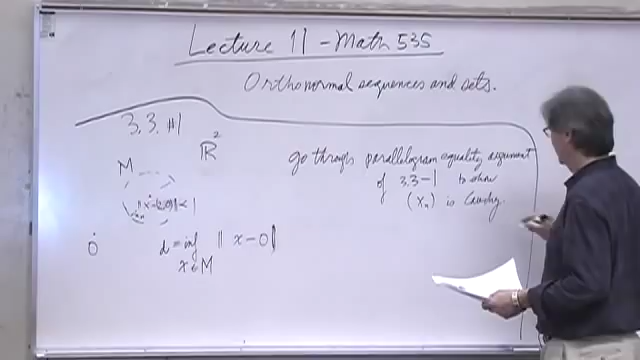 Lecture 11 - Math 535
Orthonormal sequences and sets.
3.3. #1
ℝ²
M
go through parallelogram equality argument
of 3.3-1 to show
(xₙ) is Cauchy.
0
d = inf ‖ x - 0 ‖
x ∈ M